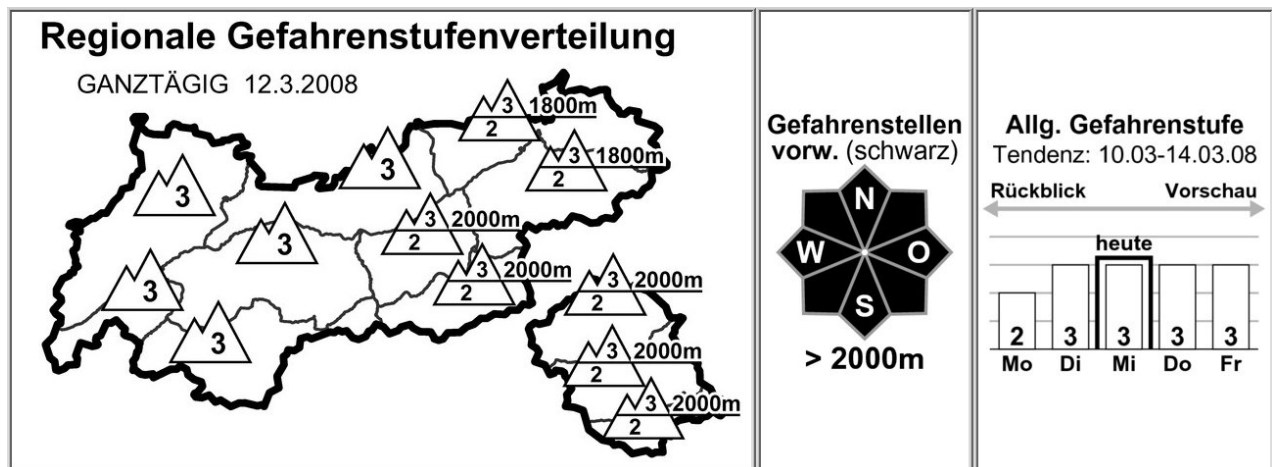 Regionale Gefahrenstufenverteilung
GANZTÄGIG 12.3.2008
3 1800m
2
3 1800m
2
3
3
3 2000m
2
3
3 2000m
2
3
3 2000m
2
3
3 2000m
2
3 2000m
2
Gefahrenstellen
vorw. (schwarz)
N
W O
S
> 2000m
Allg. Gefahrenstufe
Tendenz: 10.03-14.03.08
Rückblick Vorschau
heute
2 3 3 3 3
Mo Di Mi Do Fr